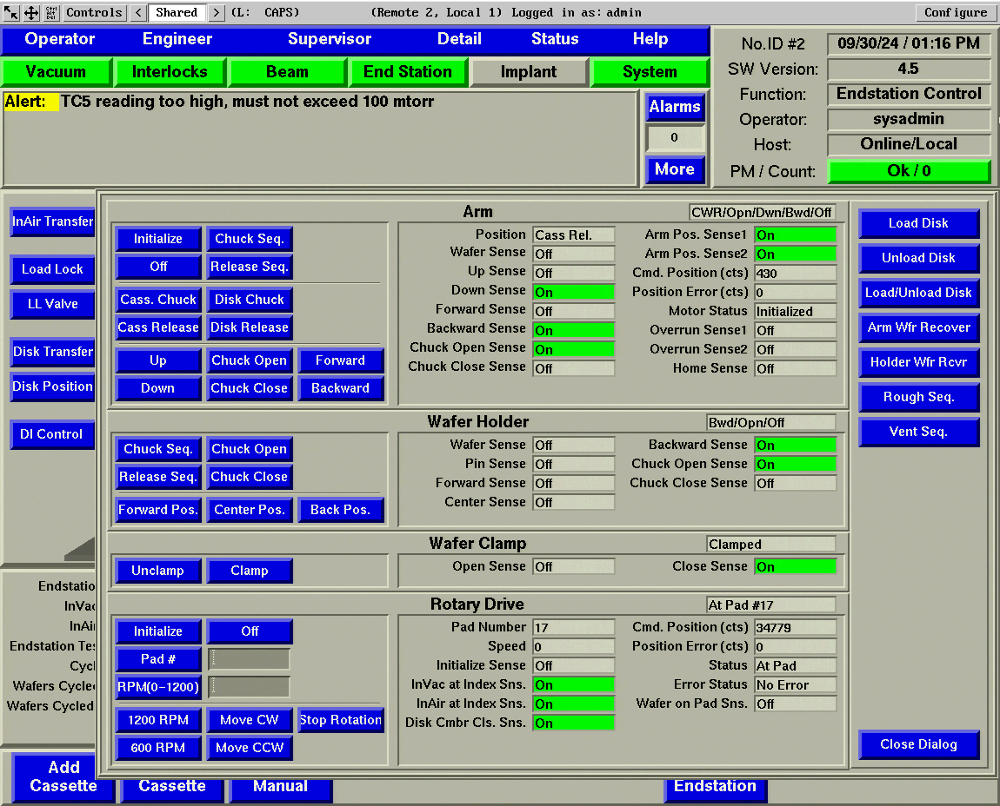 Ctrl Alt Del Controls < Shared > (L: CAPS) (Remote 2, Local 1) Logged in as: admin Configure
Operator Engineer Supervisor Detail Status Help
Vacuum Interlocks Beam End Station Implant System
No.ID #2 09/30/24 / 01:16 PM
SW Version: 4.5
Function: Endstation Control
Operator: sysadmin
Host: Online/Local
PM / Count: Ok / 0
Alert: TC5 reading too high, must not exceed 100 mtorr
Alarms
0
More
InAir Transfer
Load Lock
LL Valve
Disk Transfer
Disk Position
DI Control
Arm CWR/Opn/Dwn/Bwd/Off
Initialize Chuck Seq.
Off Release Seq.
Cass. Chuck Disk Chuck
Cass Release Disk Release
Up Chuck Open Forward
Down Chuck Close Backward
Position Cass Rel. Arm Pos. Sense1 On
Wafer Sense Off Arm Pos. Sense2 On
Up Sense Off Cmd. Position (cts) 430
Down Sense On Position Error (cts) 0
Forward Sense Off Motor Status Initialized
Backward Sense On Overrun Sense1 Off
Chuck Open Sense On Overrun Sense2 Off
Chuck Close Sense Off Home Sense Off
Wafer Holder Bwd/Opn/Off
Chuck Seq. Chuck Open
Release Seq. Chuck Close
Forward Pos. Center Pos. Back Pos.
Wafer Sense Off Backward Sense On
Pin Sense Off Chuck Open Sense On
Forward Sense Off Chuck Close Sense Off
Center Sense Off
Wafer Clamp Clamped
Unclamp Clamp
Open Sense Off Close Sense On
Rotary Drive At Pad #17
Initialize Off
Pad #
RPM(0-1200)
1200 RPM Move CW Stop Rotation
600 RPM Move CCW
Pad Number 17 Cmd. Position (cts) 34779
Speed 0 Position Error (cts) 0
Initialize Sense Off Status At Pad
InVac at Index Sns. On Error Status No Error
InAir at Index Sns. On Wafer on Pad Sns. Off
Disk Cmbr Cls. Sns. On
Load Disk
Unload Disk
Load/Unload Disk
Arm Wfr Recover
Holder Wfr Rcvr
Rough Seq.
Vent Seq.
Close Dialog
Endstatio
InVac
InAir
Endstation Tes
Cycl
Wafers Cycled
Wafers Cycled
Add
Cassette Cassette Manual Endstation